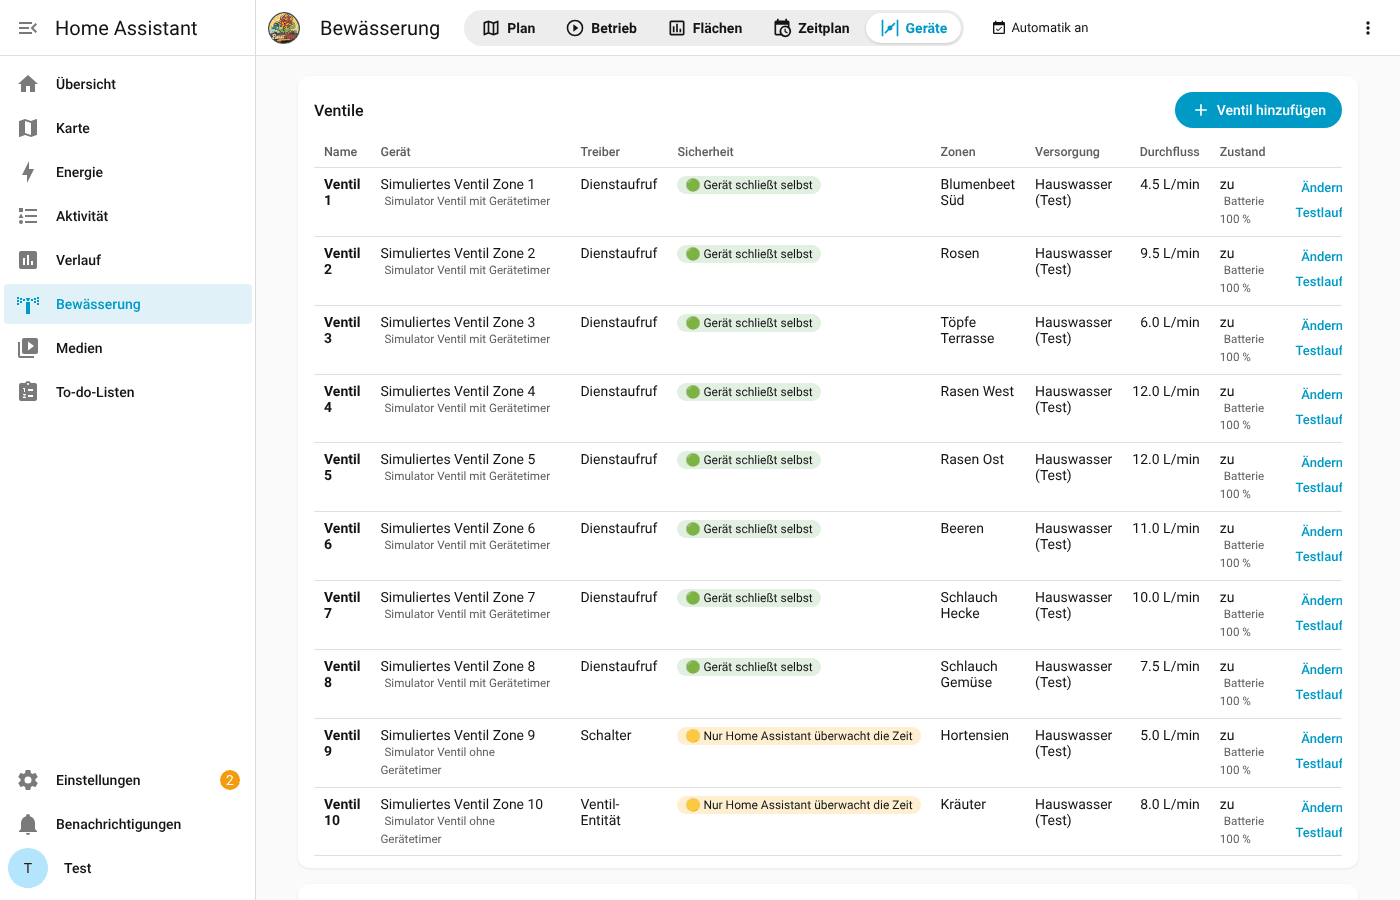 Home Assistant
Bewässerung
Plan
Betrieb
Flächen
Zeitplan
Geräte
Automatik an
Übersicht
Karte
Energie
Aktivität
Verlauf
Bewässerung
Medien
To-do-Listen
Einstellungen
2
Benachrichtigungen
T
Test
Ventile
Ventil hinzufügen
Name Gerät Treiber Sicherheit Zonen Versorgung Durchfluss Zustand
Ventil Simuliertes Ventil Zone 1 Dienstaufruf Gerät schließt selbst Blumenbeet Hauswasser 4.5 L/min zu Ändern
1 Simulator Ventil mit Gerätetimer Süd (Test) Batterie
100 % Testlauf
Ventil Simuliertes Ventil Zone 2 Dienstaufruf Gerät schließt selbst Rosen Hauswasser 9.5 L/min zu Ändern
2 Simulator Ventil mit Gerätetimer (Test) Batterie
100 % Testlauf
Ventil Simuliertes Ventil Zone 3 Dienstaufruf Gerät schließt selbst Töpfe Hauswasser 6.0 L/min zu Ändern
3 Simulator Ventil mit Gerätetimer Terrasse (Test) Batterie
100 % Testlauf
Ventil Simuliertes Ventil Zone 4 Dienstaufruf Gerät schließt selbst Rasen West Hauswasser 12.0 L/min zu Ändern
4 Simulator Ventil mit Gerätetimer (Test) Batterie
100 % Testlauf
Ventil Simuliertes Ventil Zone 5 Dienstaufruf Gerät schließt selbst Rasen Ost Hauswasser 12.0 L/min zu Ändern
5 Simulator Ventil mit Gerätetimer (Test) Batterie
100 % Testlauf
Ventil Simuliertes Ventil Zone 6 Dienstaufruf Gerät schließt selbst Beeren Hauswasser 11.0 L/min zu Ändern
6 Simulator Ventil mit Gerätetimer (Test) Batterie
100 % Testlauf
Ventil Simuliertes Ventil Zone 7 Dienstaufruf Gerät schließt selbst Schlauch Hauswasser 10.0 L/min zu Ändern
7 Simulator Ventil mit Gerätetimer Hecke (Test) Batterie
100 % Testlauf
Ventil Simuliertes Ventil Zone 8 Dienstaufruf Gerät schließt selbst Schlauch Hauswasser 7.5 L/min zu Ändern
8 Simulator Ventil mit Gerätetimer Gemüse (Test) Batterie
100 % Testlauf
Ventil Simuliertes Ventil Zone 9 Schalter Nur Home Assistant überwacht die Zeit Hortensien Hauswasser 5.0 L/min zu Ändern
9 Simulator Ventil ohne (Test) Batterie
Gerätetimer 100 % Testlauf
Ventil Simuliertes Ventil Zone 10 Ventil- Nur Home Assistant überwacht die Zeit Kräuter Hauswasser 8.0 L/min zu Ändern
10 Simulator Ventil ohne Entität (Test) Batterie
Gerätetimer 100 % Testlauf